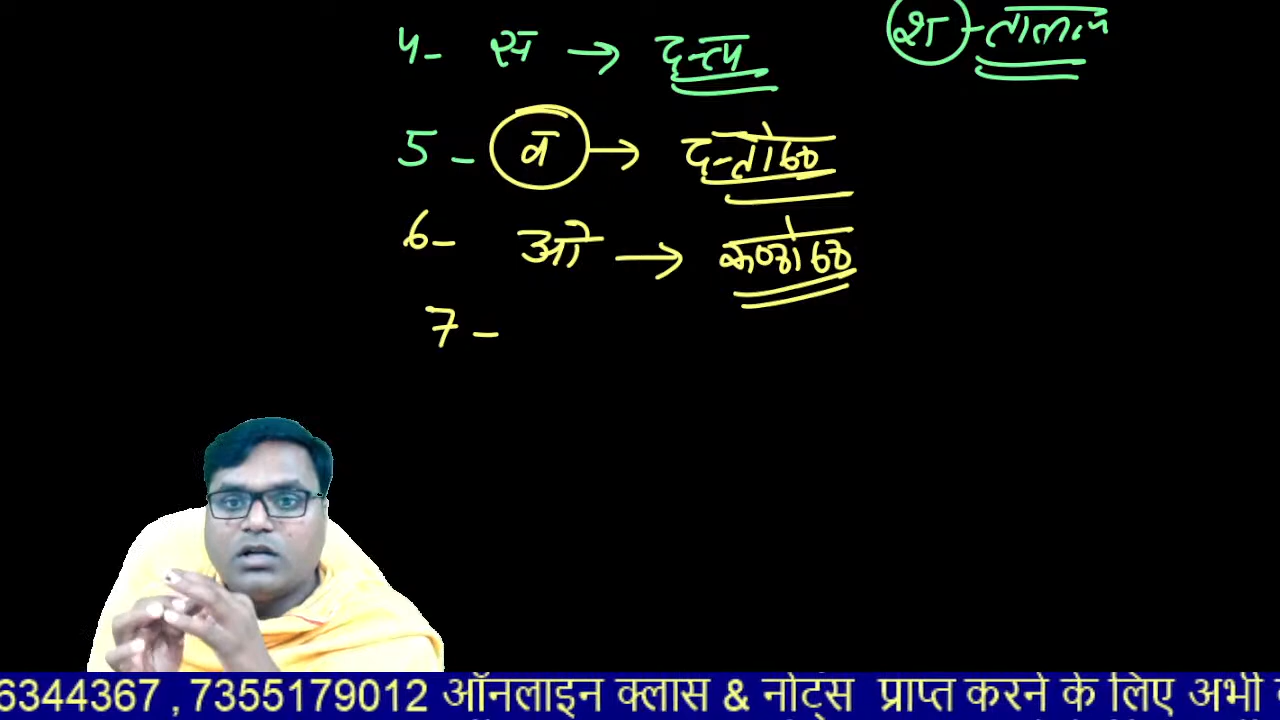 4- स → दन्त्य श - तालव्य
5- व → दन्तोष्ठ
6- ओ → कण्ठोष्ठ
7-
6344367 , 7355179012 ऑनलाइन क्लास & नोट्स प्राप्त करने के लिए अभी